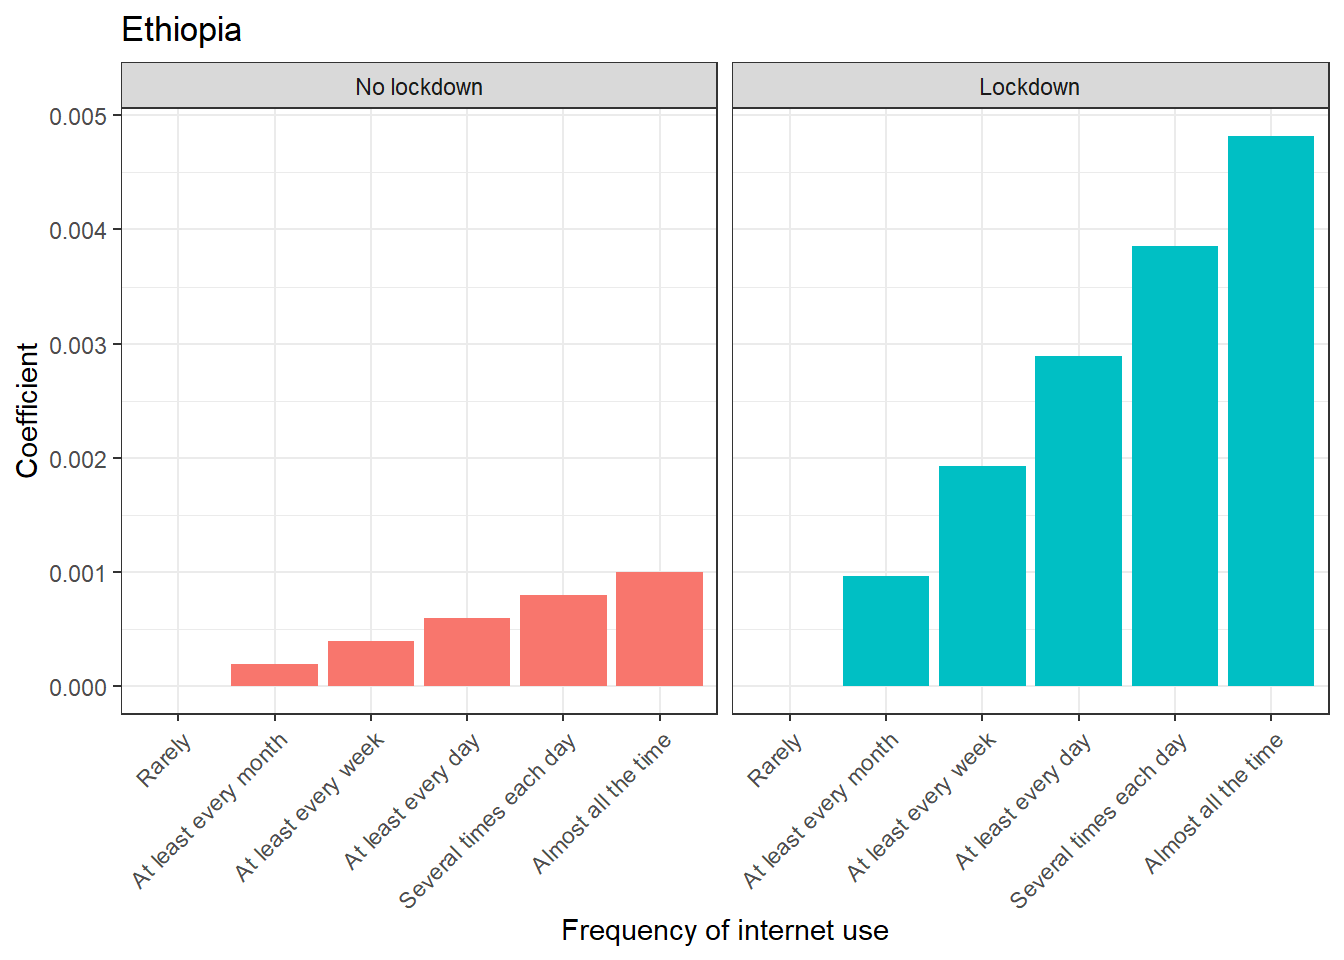 Ethiopia
No lockdown
Lockdown
Coefficient
0.005
0.004
0.003
0.002
0.001
0.000
Rarely
At least every month
At least every week
At least every day
Several times each day
Almost all the time
Rarely
At least every month
At least every week
At least every day
Several times each day
Almost all the time
Frequency of internet use